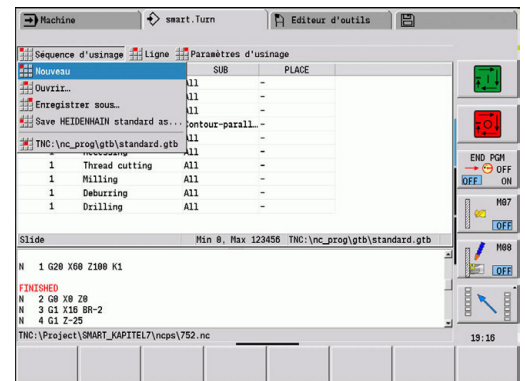 Machine
smart.Turn
Editeur d'outils
Séquence d'usinage Ligne Paramètres d'usinage
SUB PLACE
Nouveau
Ouvrir…
Enregistrer sous…
Save HEIDENHAIN standard as...
TNC:\nc_prog\gtb\standard.gtb
All -
All -
All -
Contour-parall… -
All -
All -
1 Thread cutting All -
1 Milling All -
1 Deburring All -
1 Drilling All -
Slide Min 0, Max 123456 TNC:\nc_prog\gtb\standard.gtb
N 1 G20 X60 Z100 K1
FINISHED
N 2 G0 X0 Z0
N 3 G1 X16 BR-2
N 4 G1 Z-25
TNC:\Project\SMART_KAPITEL7\ncps\752.nc
END PGM
OFF
OFF ON
M07
OFF
M08
OFF
19:16